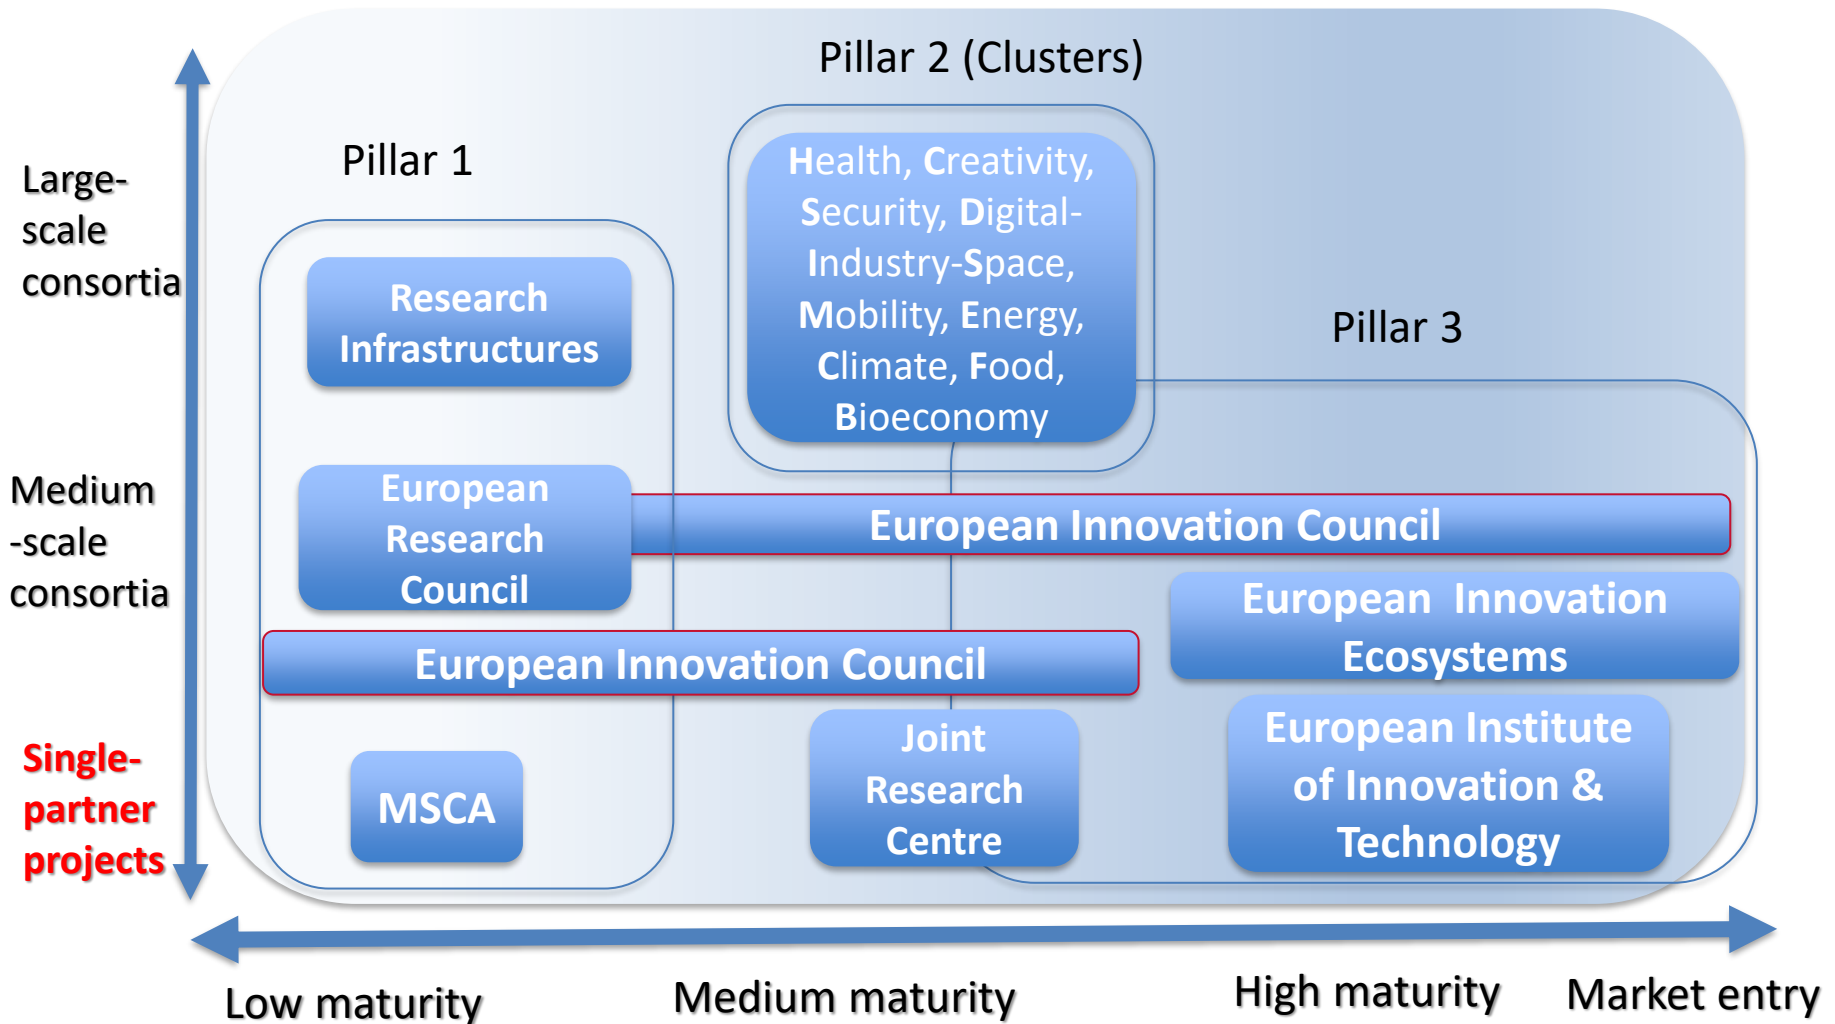 Pillar 2 (Clusters)
Pillar 1
Health, Creativity,
Security, Digital-
Industry-Space,
Mobility, Energy,
Climate, Food,
Bioeconomy
Large-
scale
consortia
Research
Infrastructures
Pillar 3
Medium
-scale
consortia
European
Research
Council
European Innovation Council
European  Innovation
Ecosystems
European Innovation Council
Single-
partner
projects
MSCA
Joint
Research
Centre
European Institute
of Innovation &
Technology
Low maturity
Medium maturity
High maturity
Market entry